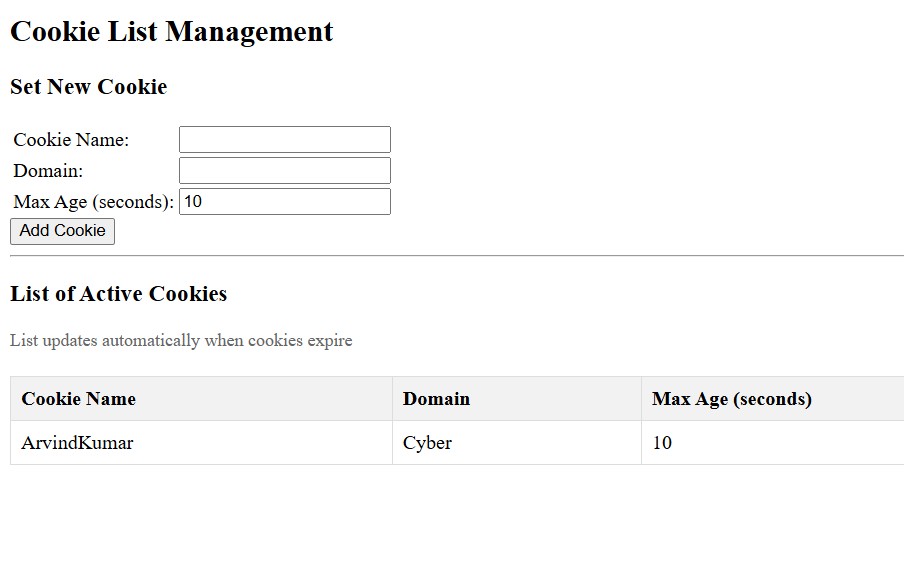 Cookie List Management
Set New Cookie
Cookie Name:
Domain:
Max Age (seconds): 10
Add Cookie
List of Active Cookies
List updates automatically when cookies expire
Cookie Name Domain Max Age (seconds)
ArvindKumar Cyber 10